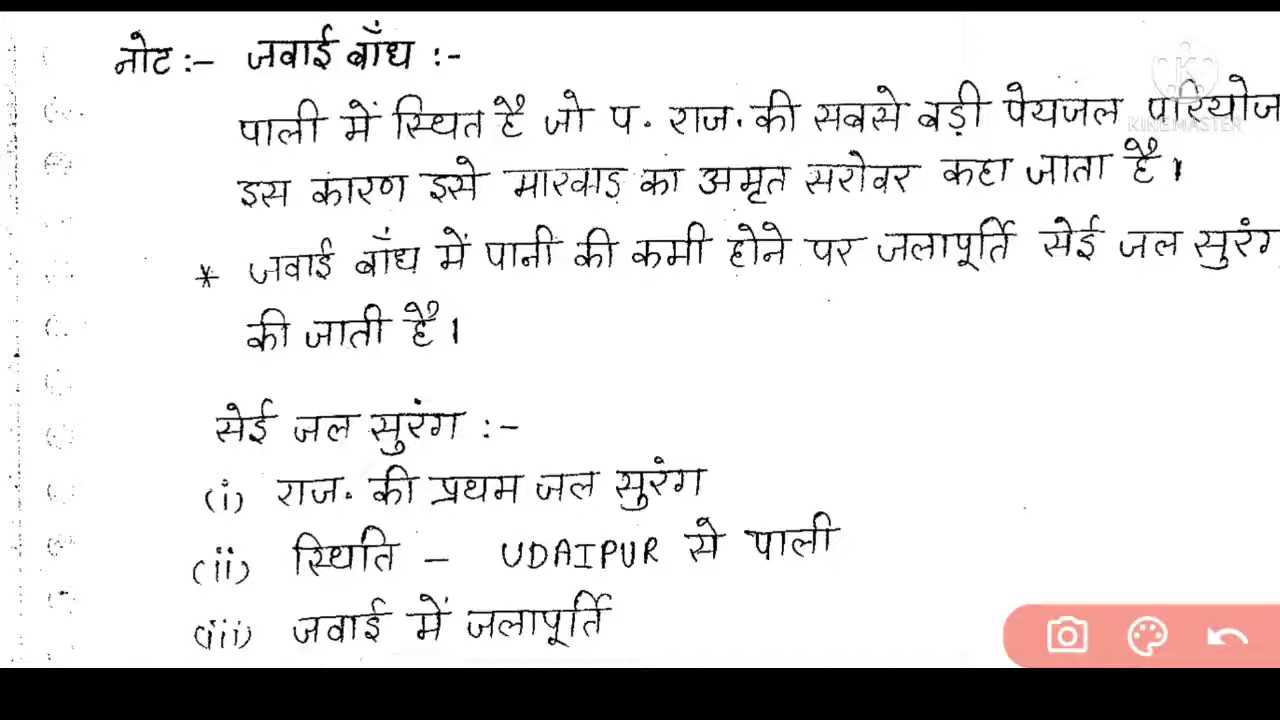 नोट :- जवाई बाँध :-
पाली में स्थित है जो प. राज. की सबसे बड़ी पेयजल परियोज
KINEMASTER
इस कारण इसे मारवाड़ का अमृत सरोवर कहा जाता है।
* जवाई बाँध में पानी की कमी होने पर जलापूर्ति सेई जल सुरंग
की जाती है।
सेई जल सुरंग :-
(i) राज. की प्रथम जल सुरंग
(ii) स्थिति - UDAIPUR से पाली
(iii) जवाई में जलापूर्ति